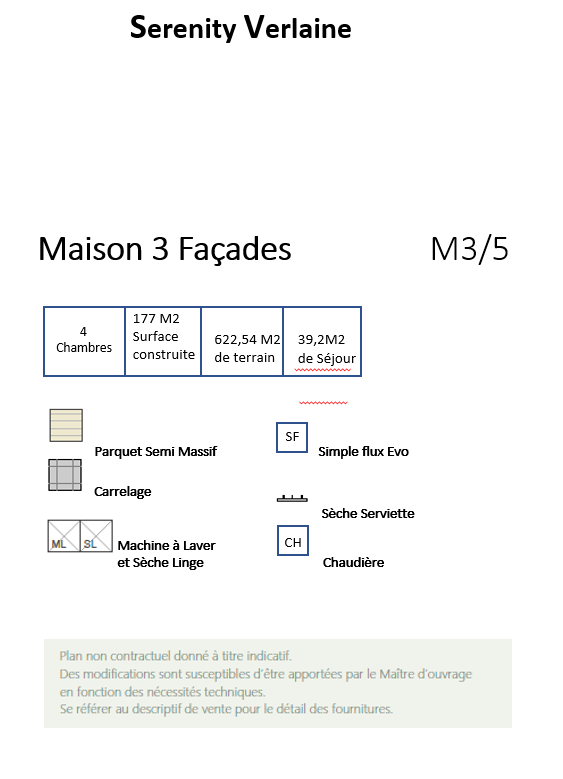 Serenity Verlaine
Maison 3 Façades
M3/5
4
Chambres
177 M2
Surface
construite
622,54 M2
de terrain
39,2M2
de Séjour
Parquet Semi Massif
Carrelage
ML SL
Machine à Laver
et Sèche Linge
SF
Simple flux Evo
Sèche Serviette
CH
Chaudière
Plan non contractuel donné à titre indicatif.
Des modifications sont susceptibles d'être apportées par le Maître d'ouvrage
en fonction des nécessités techniques.
Se référer au descriptif de vente pour le détail des fournitures.